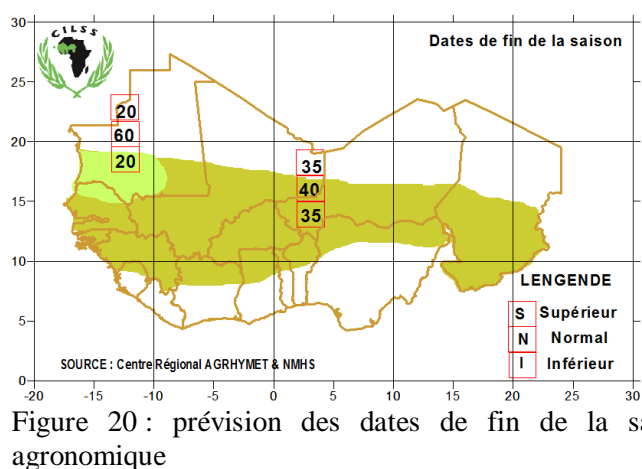 CILSS
Dates de fin de la saison
30
25
20
15
10
5
0
20
60
20
35
40
35
LENGENDE
S Supérieur
N Normal
I Inférieur
SOURCE : Centre Régional AGRHYMET & NMHS
-20 -15 -10 -5 0 5 10 15 20 25 30
Figure 20 : prévision des dates de fin de la sa
agronomique